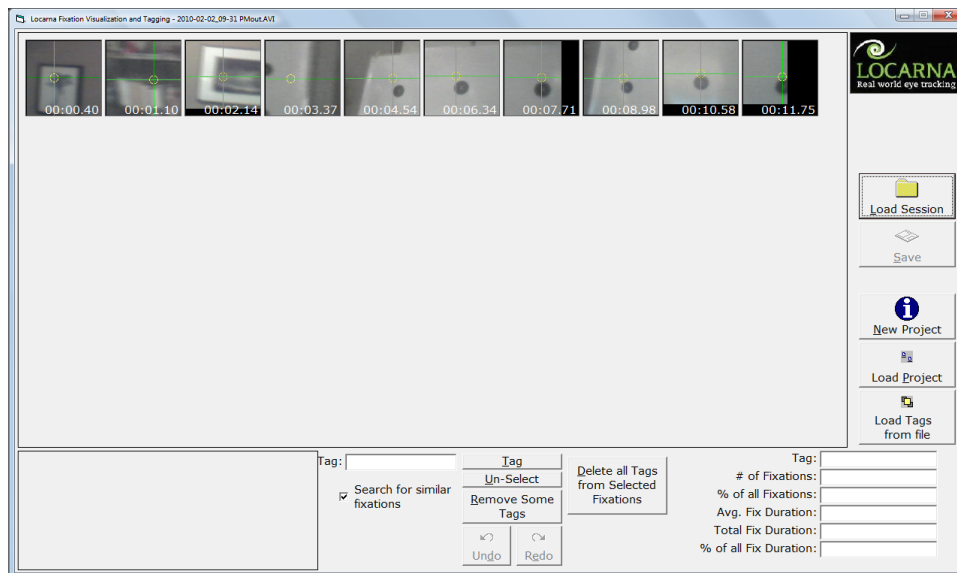 Locarna Fixation Visualization and Tagging - 2010-02-02_09-31 PMout.AVI
00:00.40 00:01.10 00:02.14 00:03.37 00:04.54 00:06.34 00:07.71 00:08.98 00:10.58 00:11.75
LOCARNA
Real world eye tracking
Load Session
Save
New Project
Load Project
Load Tags
from file
Tag:
Search for similar
fixations
Tag
Un-Select
Remove Some
Tags
Undo Redo
Delete all Tags
from Selected
Fixations
Tag:
# of Fixations:
% of all Fixations:
Avg. Fix Duration:
Total Fix Duration:
% of all Fix Duration: